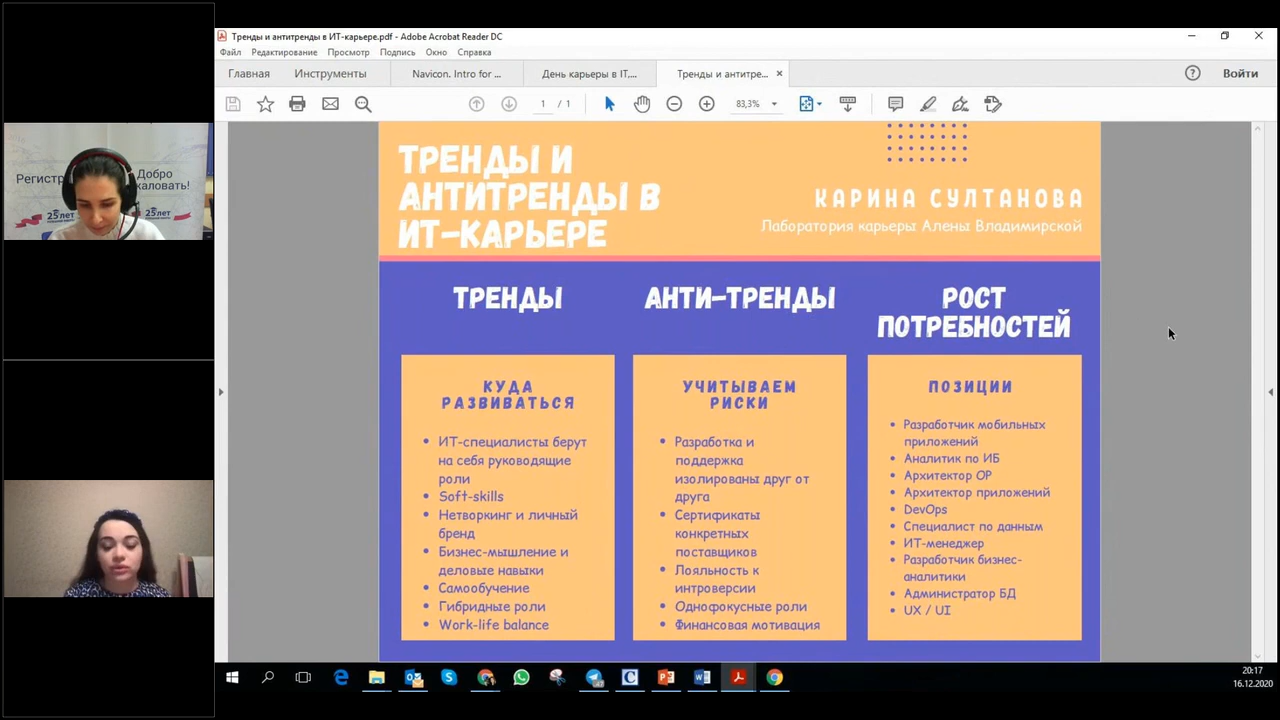 Тренды и антитренды в ИТ-карьере.pdf - Adobe Acrobat Reader DC
Файл Редактирование Просмотр Подпись Окно Справка
Главная Инструменты Navicon. Intro for ... День карьеры в IT,... Тренды и антитре... Войти
1 / 1 83,3%
Регистр
Добро
жаловать!
25 лет
25 лет
ТРЕНДЫ И
АНТИТРЕНДЫ В
ИТ-КАРЬЕРЕ
КАРИНА СУЛТАНОВА
Лаборатория карьеры Алены Владимирской
ТРЕНДЫ
КУДА
РАЗВИВАТЬСЯ
• ИТ-специалисты берут
на себя руководящие
роли
• Soft-skills
• Нетворкинг и личный
бренд
• Бизнес-мышление и
деловые навыки
• Самообучение
• Гибридные роли
• Work-life balance
АНТИ-ТРЕНДЫ
УЧИТЫВАЕМ
РИСКИ
• Разработка и
поддержка
изолированы друг от
друга
• Сертификаты
конкретных
поставщиков
• Лояльность к
интроверсии
• Однофокусные роли
• Финансовая мотивация
РОСТ
ПОТРЕБНОСТЕЙ
ПОЗИЦИИ
• Разработчик мобильных
приложений
• Аналитик по ИБ
• Архитектор ОР
• Архитектор приложений
• DevOps
• Специалист по данным
• ИТ-менеджер
• Разработчик бизнес-
аналитики
• Администратор БД
• UX / UI
20:17
16.12.2020